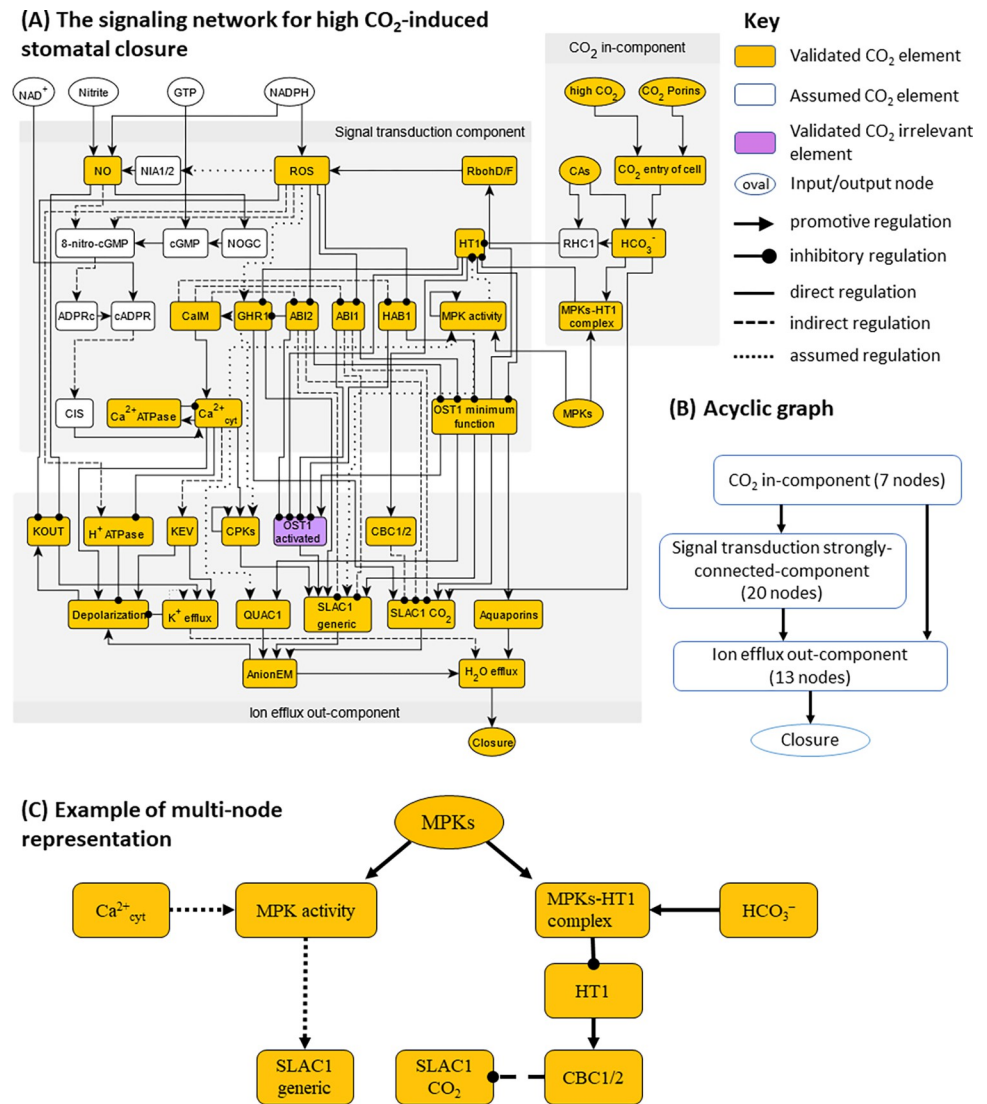 (A) The signaling network for high CO₂-induced
stomatal closure
Key
CO₂ in-component
Validated CO₂ element
Assumed CO₂ element
Validated CO₂ irrelevant
element
oval
Input/output node
promotive regulation
inhibitory regulation
direct regulation
indirect regulation
assumed regulation
NAD⁺
Nitrite
GTP
NADPH
high CO₂
CO₂ Porins
Signal transduction component
NO
NIA1/2
ROS
RbohD/F
CAs
CO₂ entry of cell
8-nitro-cGMP
cGMP
NOGC
HT1
RHC1
HCO₃⁻
ADPRc
cADPR
CaIM
GHR1
ABI2
ABI1
HAB1
MPK activity
MPKs-HT1
complex
CIS
Ca²⁺ATPase
Ca²⁺cyt
OST1 minimum
function
MPKs
KOUT
H⁺ATPase
KEV
CPKs
OST1
activated
CBC1/2
Depolarization
K⁺ efflux
QUAC1
SLAC1
generic
SLAC1 CO₂
Aquaporins
AnionEM
H₂O efflux
Ion efflux out-component
Closure
(B) Acyclic graph
CO₂ in-component (7 nodes)
Signal transduction strongly-
connected-component
(20 nodes)
Ion efflux out-component
(13 nodes)
Closure
(C) Example of multi-node
representation
MPKs
Ca²⁺cyt
MPK activity
MPKs-HT1
complex
HCO₃⁻
HT1
SLAC1
generic
SLAC1
CO₂
CBC1/2